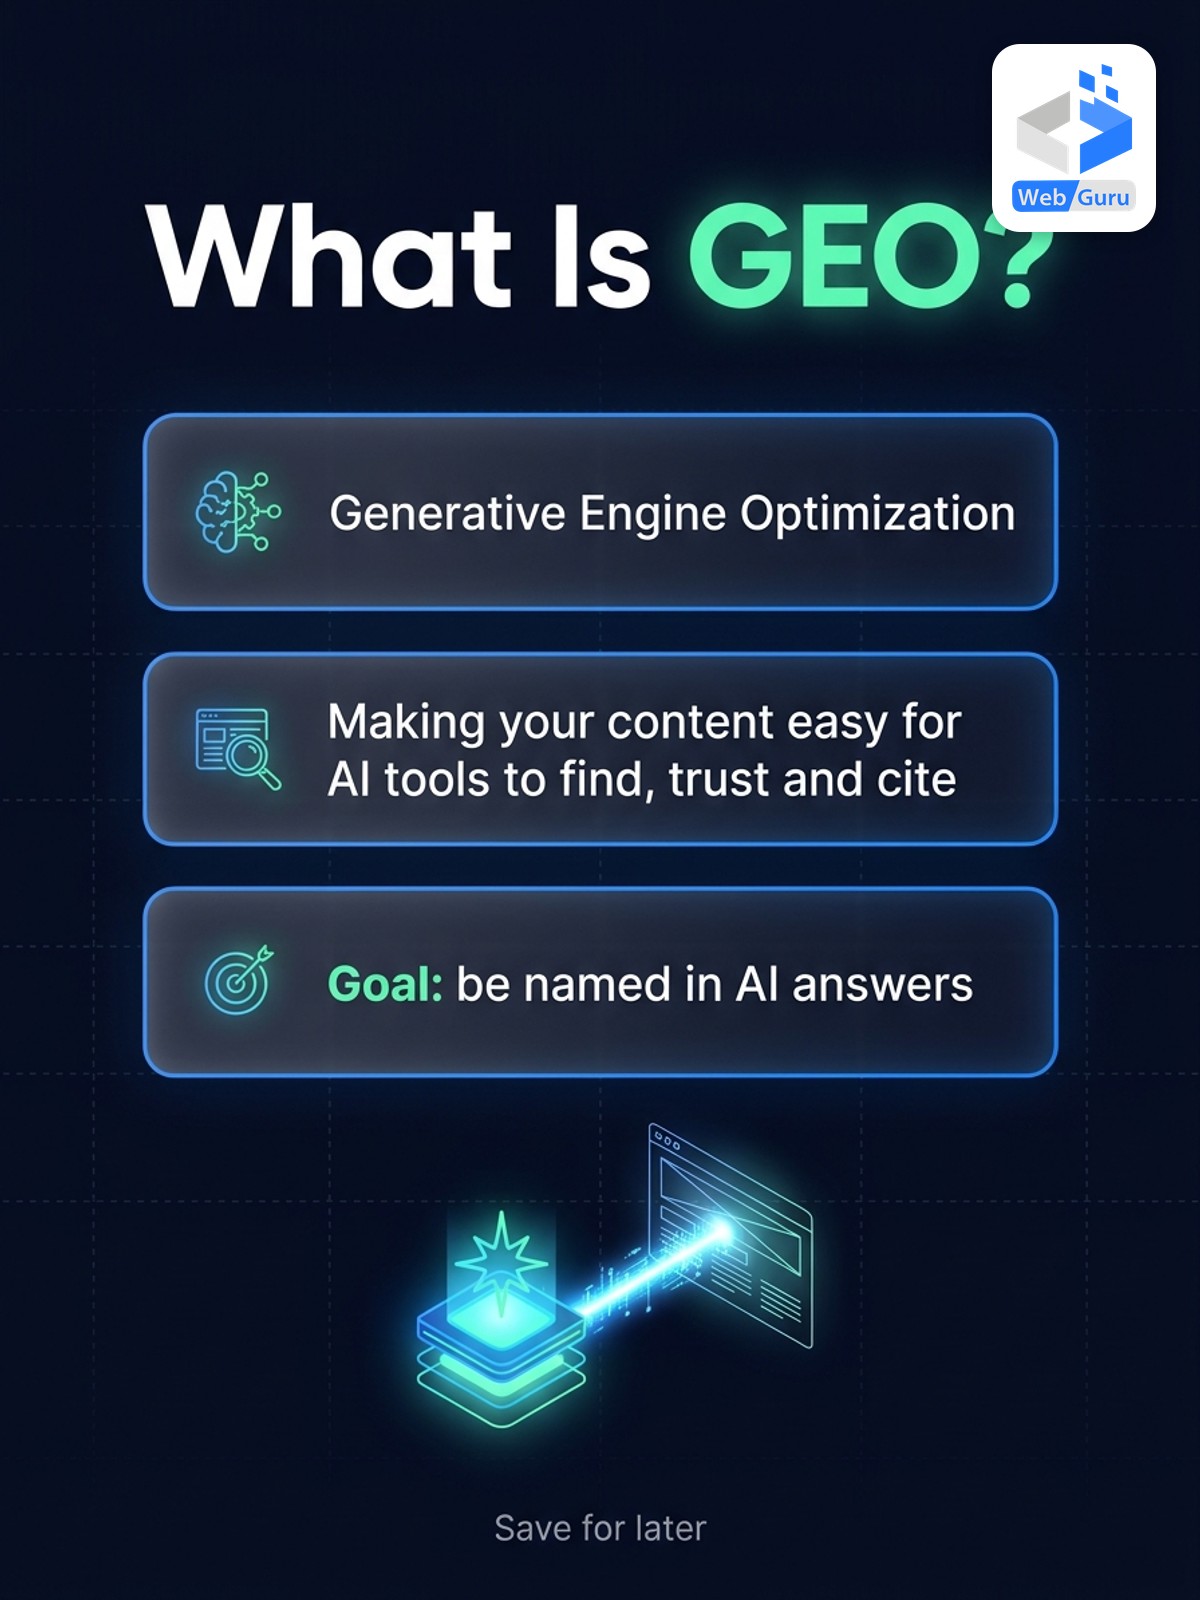 Web Guru
What Is GEO?
Generative Engine Optimization
Making your content easy for
AI tools to find, trust and cite
Goal: be named in AI answers
Save for later